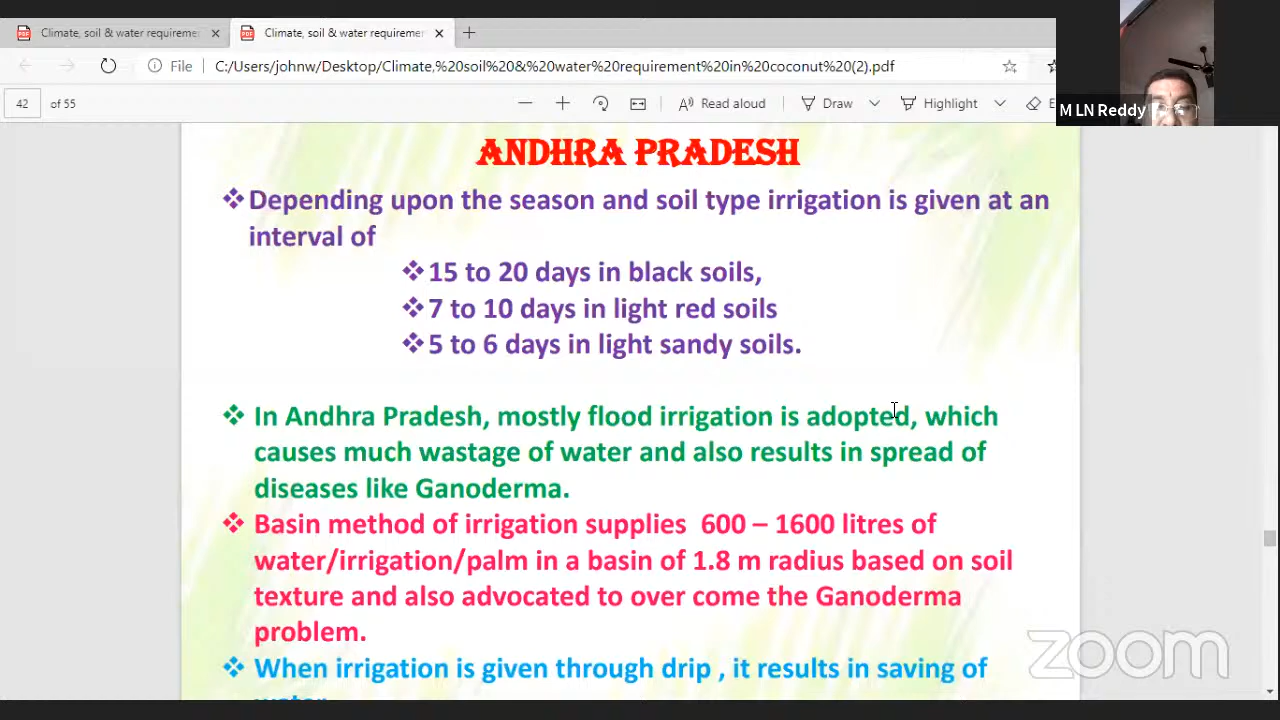 Climate, soil & water requireme
Climate, soil & water requiremer
File
C:/Users/johnw/Desktop/Climate,%20soil%20&%20water%20requirement%20in%20coconut%20(2).pdf
42 of 55
Read aloud
Draw
Highlight
E
M LN Reddy
ANDHRA PRADESH
❖Depending upon the season and soil type irrigation is given at an
interval of
❖15 to 20 days in black soils,
❖7 to 10 days in light red soils
❖5 to 6 days in light sandy soils.
❖ In Andhra Pradesh, mostly flood irrigation is adopted, which
causes much wastage of water and also results in spread of
diseases like Ganoderma.
❖ Basin method of irrigation supplies 600 – 1600 litres of
water/irrigation/palm in a basin of 1.8 m radius based on soil
texture and also advocated to over come the Ganoderma
problem.
❖ When irrigation is given through drip , it results in saving of
zoom